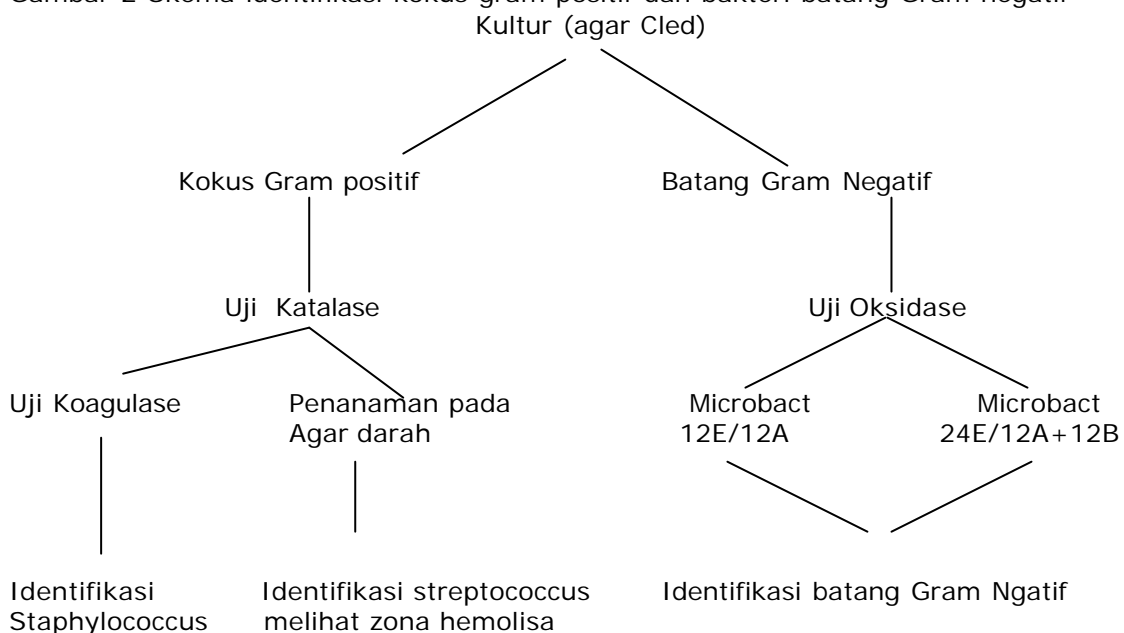 Gambar 2 Skema identifikasi kokus gram positif dan bakteri batang Gram negatif
Kultur (agar Cled)
Kokus Gram positif
Batang Gram Negatif
Uji Katalase
Uji Oksidase
Uji Koagulase
Penanaman pada
Agar darah
Microbact
12E/12A
Microbact
24E/12A+12B
Identifikasi
Staphylococcus
Identifikasi streptococcus
melihat zona hemolisa
Identifikasi batang Gram Ngatif